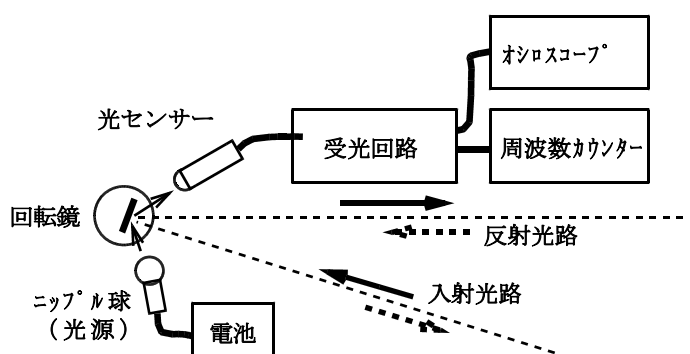 オシロスコープ
光センサー
受光回路
周波数カウンター
回転鏡
反射光路
入射光路
ニップル球
（光源）
電池